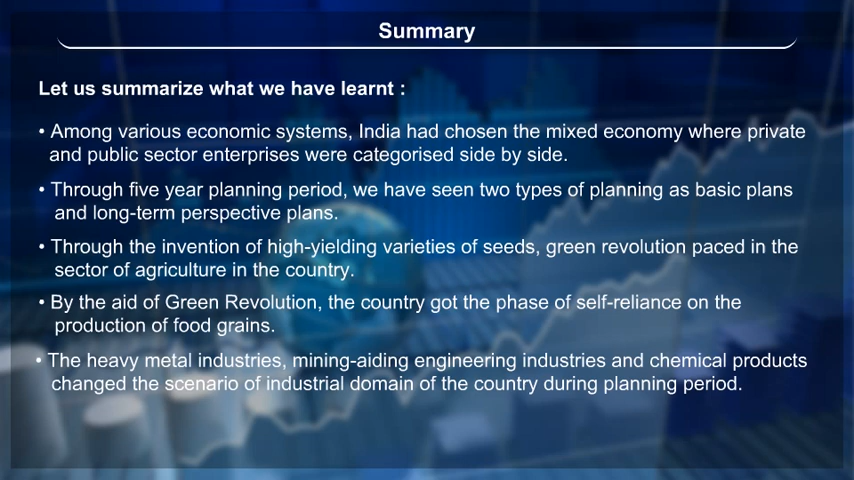 Summary
Let us summarize what we have learnt :
• Among various economic systems, India had chosen the mixed economy where private
and public sector enterprises were categorised side by side.
• Through five year planning period, we have seen two types of planning as basic plans
and long-term perspective plans.
• Through the invention of high-yielding varieties of seeds, green revolution paced in the
sector of agriculture in the country.
• By the aid of Green Revolution, the country got the phase of self-reliance on the
production of food grains.
• The heavy metal industries, mining-aiding engineering industries and chemical products
changed the scenario of industrial domain of the country during planning period.